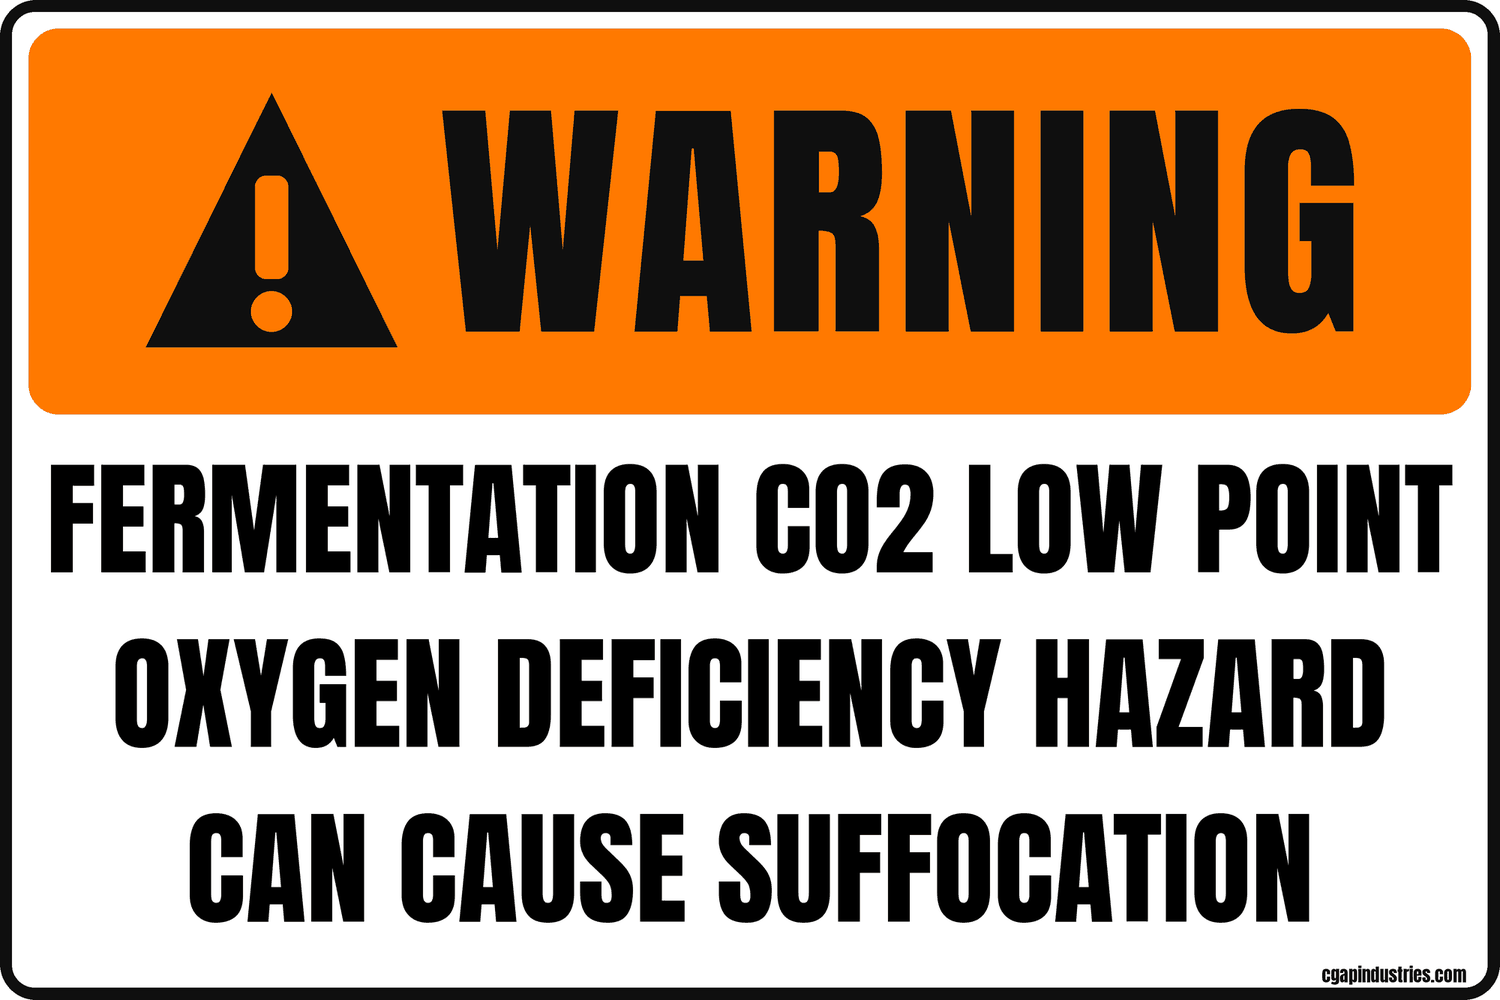 WARNING
FERMENTATION CO2 LOW POINT
OXYGEN DEFICIENCY HAZARD
CAN CAUSE SUFFOCATION
cgapindustries.com